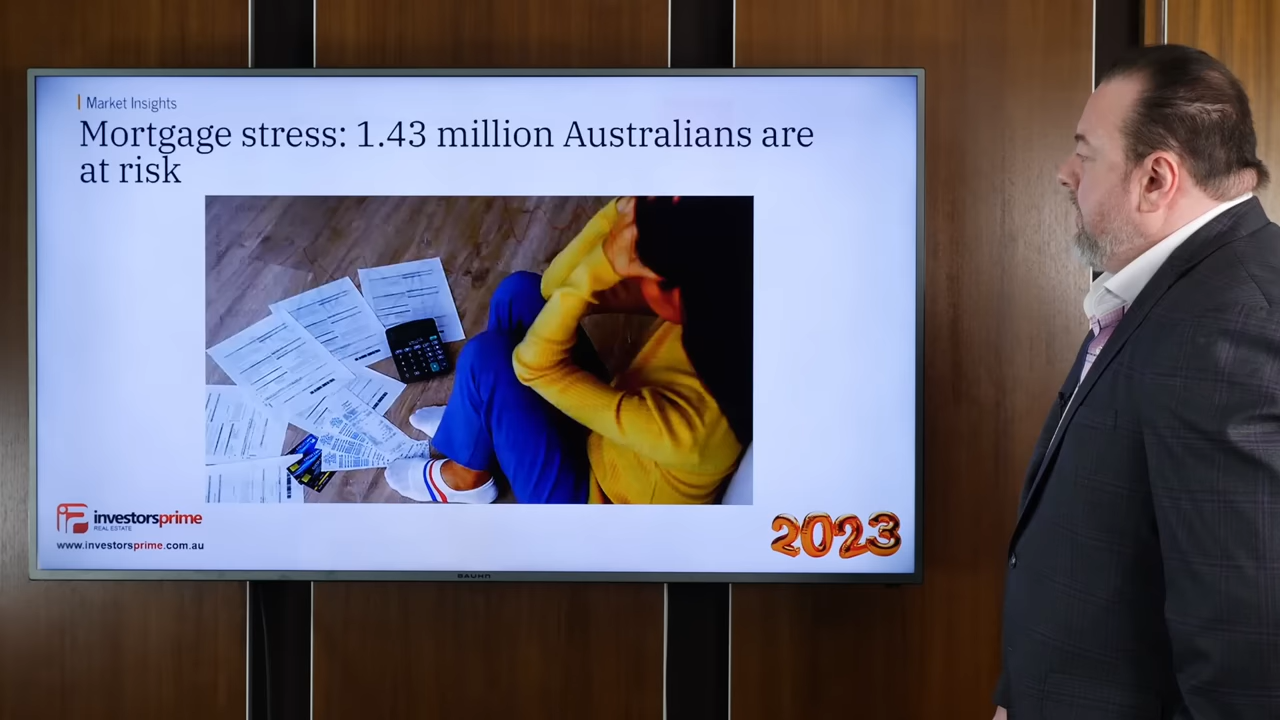 Market Insights
Mortgage stress: 1.43 million Australians are
at risk
investorsprime
REAL ESTATE
www.investorsprime.com.au
2023
BAUHN